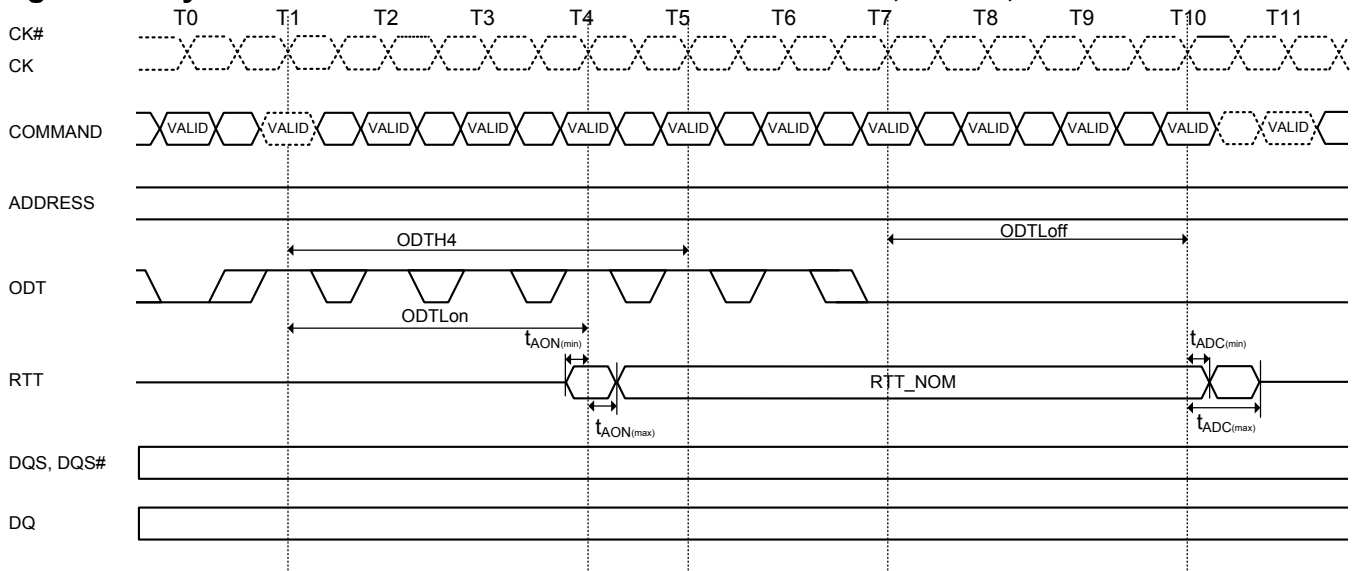 T0 T1 T2 T3 T4 T5 T6 T7 T8 T9 T10 T11
CK#
CK
COMMAND VALID VALID VALID VALID VALID VALID VALID VALID VALID VALID VALID VALID
ADDRESS
ODTH4 ODTLoff
ODT
ODTLon
tAON(min) tADC(min)
RTT RTT_NOM
tAON(max) tADC(max)
DQS, DQS#
DQ